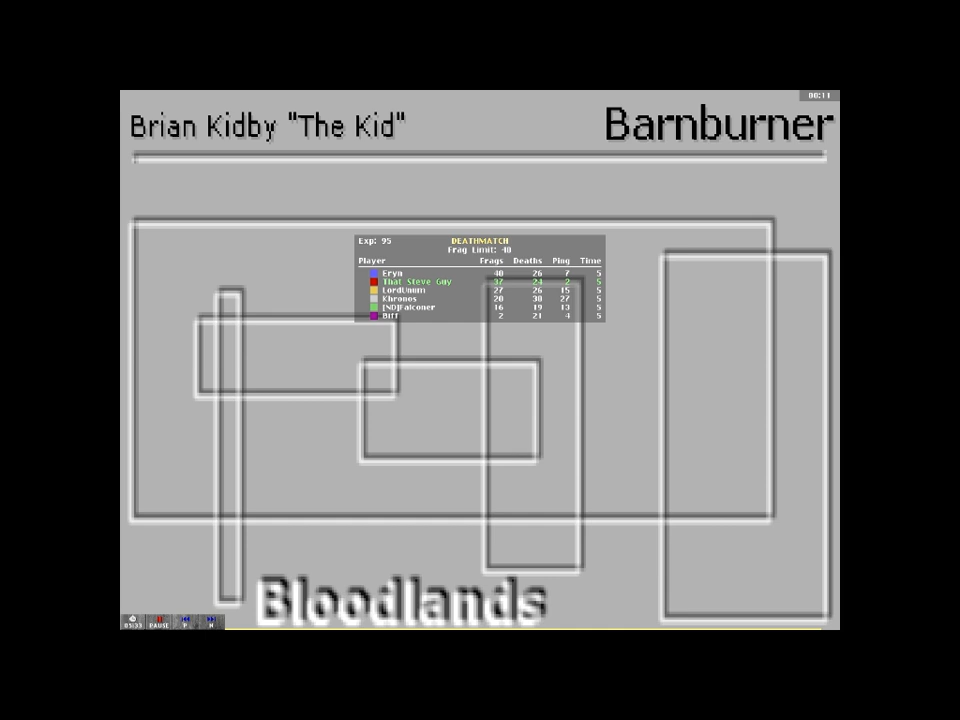 00:11
Brian Kidby "The Kid" Barnburner
Exp: 95 DEATHMATCH
Frag Limit: 40
Player Frags Deaths Ping Time
Eryn 40 26 7 5
That Steve Guy 37 24 2 5
LordUnum 27 26 15 5
Khronos 20 30 27 5
[ND]Falconer 16 19 13 5
Biff 2 21 4 5
Bloodlands
PAUSE P N